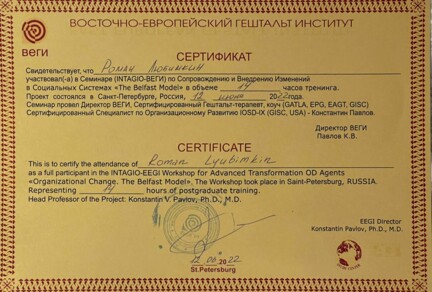 ВОСТОЧНО-ЕВРОПЕЙСКИЙ ГЕШТАЛЬТ ИНСТИТУТ
ВЕГИ
СЕРТИФИКАТ
Свидетельствует, что Роман Любимкин
участвовал(-а) в Семинаре (INTAGIO-ВЕГИ) по Сопровождению и Внедрению Изменений
в Социальных Системах «The Belfast Model» в объеме 14 часов тренинга.
Проект состоялся в Санкт-Петербурге, Россия, 12 июня 2022года.
Семинар провел Директор ВЕГИ, Сертифицированный Гештальт-терапевт, коуч (GATLA, EPG, EAGT, GISC)
Сертифицированный Специалист по Организационному Развитию IOSD-IX (GISC, USA) - Константин Павлов.
Директор ВЕГИ
Павлов К.В.
CERTIFICATE
This is to certify the attendance of Roman Lyubimkin
as a full participant in the INTAGIO-EEGI Workshop for Advanced Transformation OD Agents
«Organizational Change. The Belfast Model». The Workshop took place in Saint-Petersburg, RUSSIA.
Representing 14 hours of postgraduate training.
Head Professor of the Project: Konstantin V. Pavlov, Ph.D., M.D.
EEGI Director
Konstantin Pavlov, Ph.D., M.D.
12.06.2022
St.Petersburg